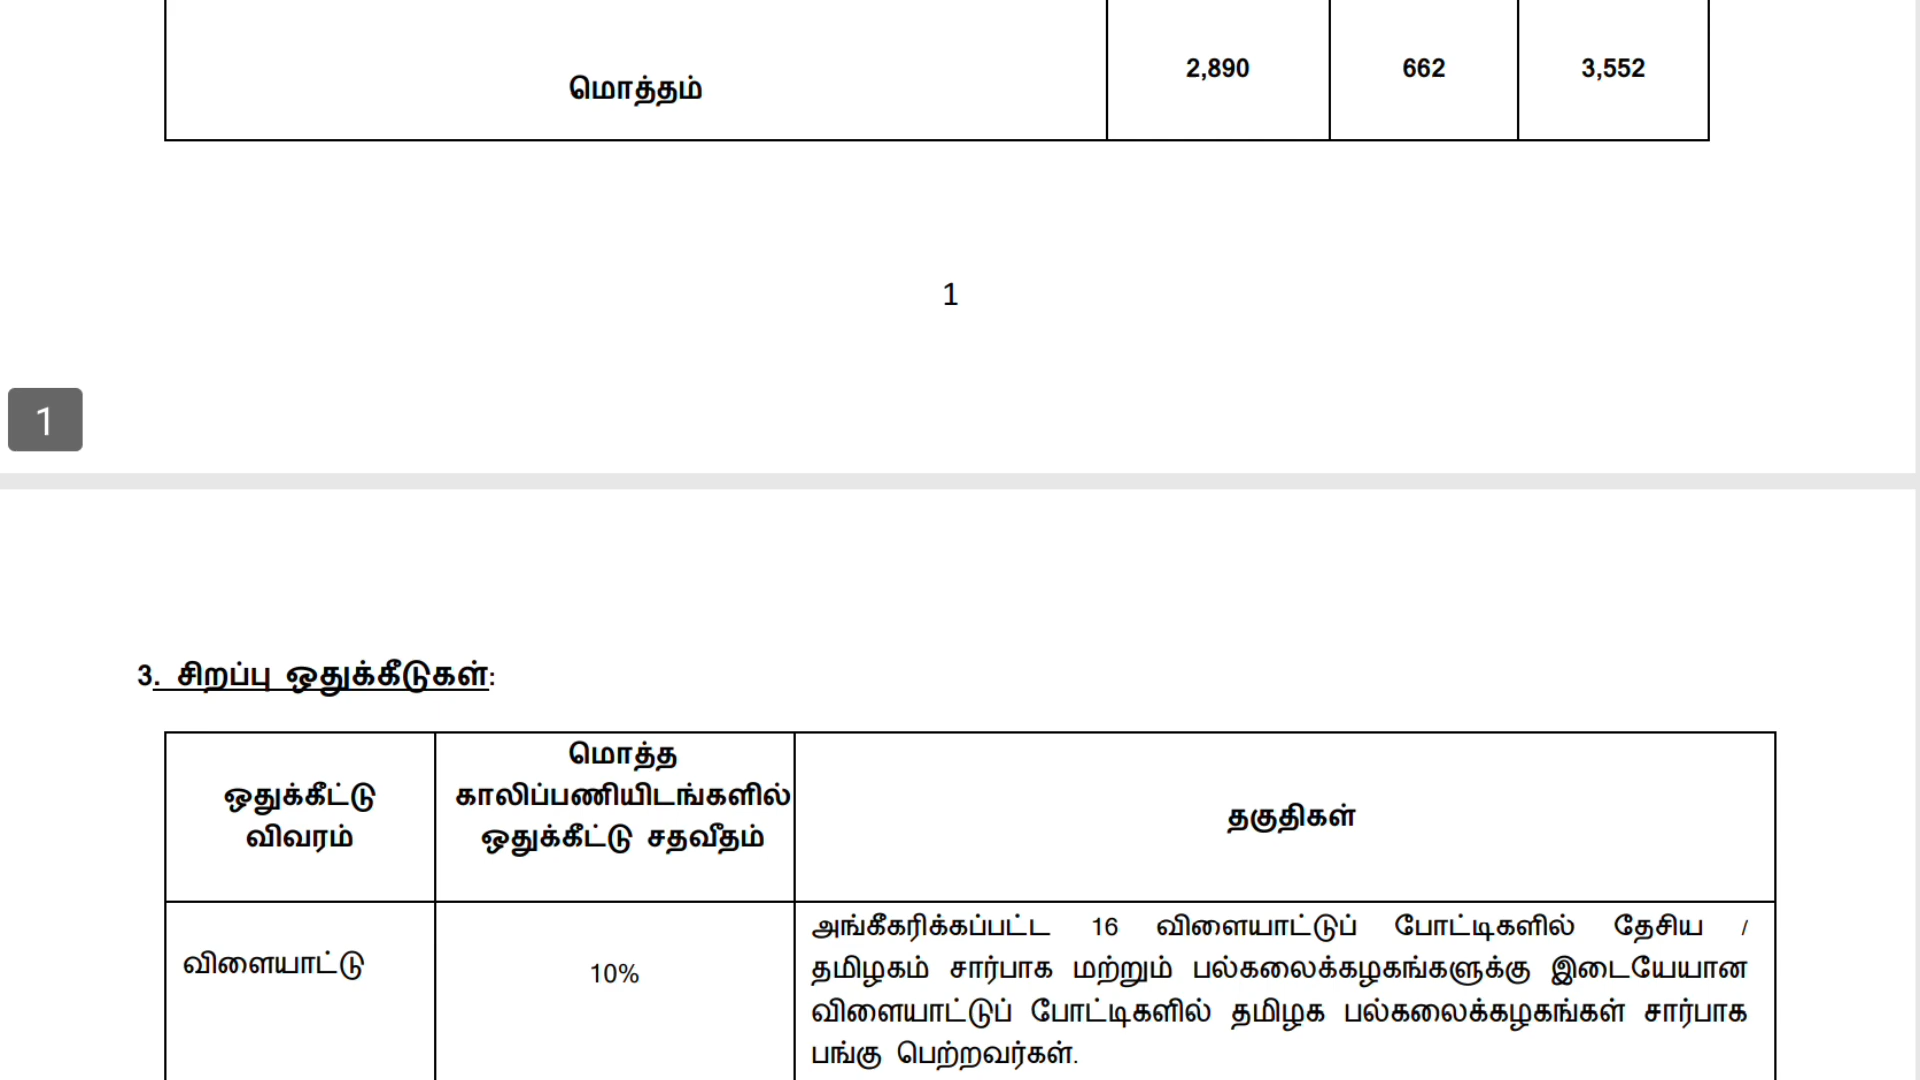 மொத்தம் 2,890 662 3,552
1
1
3. சிறப்பு ஒதுக்கீடுகள்:
ஒதுக்கீட்டு
விவரம்
மொத்த
காலிப்பணியிடங்களில்
ஒதுக்கீட்டு சதவீதம்
தகுதிகள்
விளையாட்டு
10%
அங்கீகரிக்கப்பட்ட 16 விளையாட்டுப் போட்டிகளில் தேசிய /
தமிழகம் சார்பாக மற்றும் பல்கலைக்கழகங்களுக்கு இடையேயான
விளையாட்டுப் போட்டிகளில் தமிழக பல்கலைக்கழகங்கள் சார்பாக
பங்கு பெற்றவர்கள்.